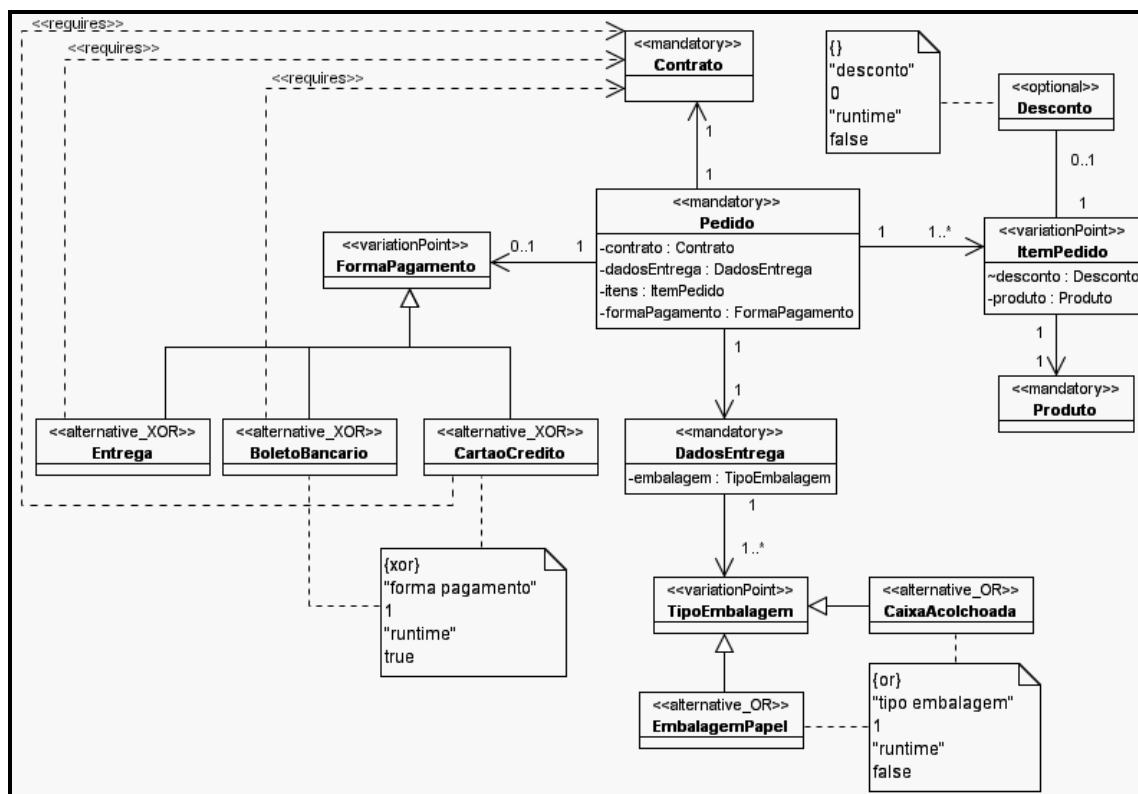 <<requires>>
<<requires>>
<<requires>>
<<mandatory>>
Contrato
{}
"desconto"
0
"runtime"
false
<<optional>>
Desconto
0..1
1
1
1
<<mandatory>>
Pedido
-contrato : Contrato
-dadosEntrega : DadosEntrega
-itens : ItemPedido
-formaPagamento : FormaPagamento
1
1..*
<<variationPoint>>
ItemPedido
~desconto : Desconto
-produto : Produto
<<variationPoint>>
FormaPagamento
0..1
1
1
1
<<mandatory>>
Produto
1
1
<<alternative_XOR>>
Entrega
<<alternative_XOR>>
BoletoBancario
<<alternative_XOR>>
CartaoCredito
<<mandatory>>
DadosEntrega
-embalagem : TipoEmbalagem
1
1..*
{xor}
"forma pagamento"
1
"runtime"
true
<<variationPoint>>
TipoEmbalagem
<<alternative_OR>>
CaixaAcolchoada
<<alternative_OR>>
EmbalagemPapel
{or}
"tipo embalagem"
1
"runtime"
false